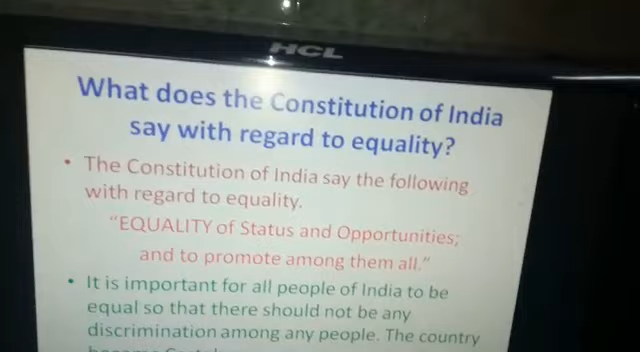 HCL
What does the Constitution of India
say with regard to equality?
• The Constitution of India say the following
with regard to equality.
"EQUALITY of Status and Opportunities;
and to promote among them all."
• It is important for all people of India to be
equal so that there should not be any
discrimination among any people. The country